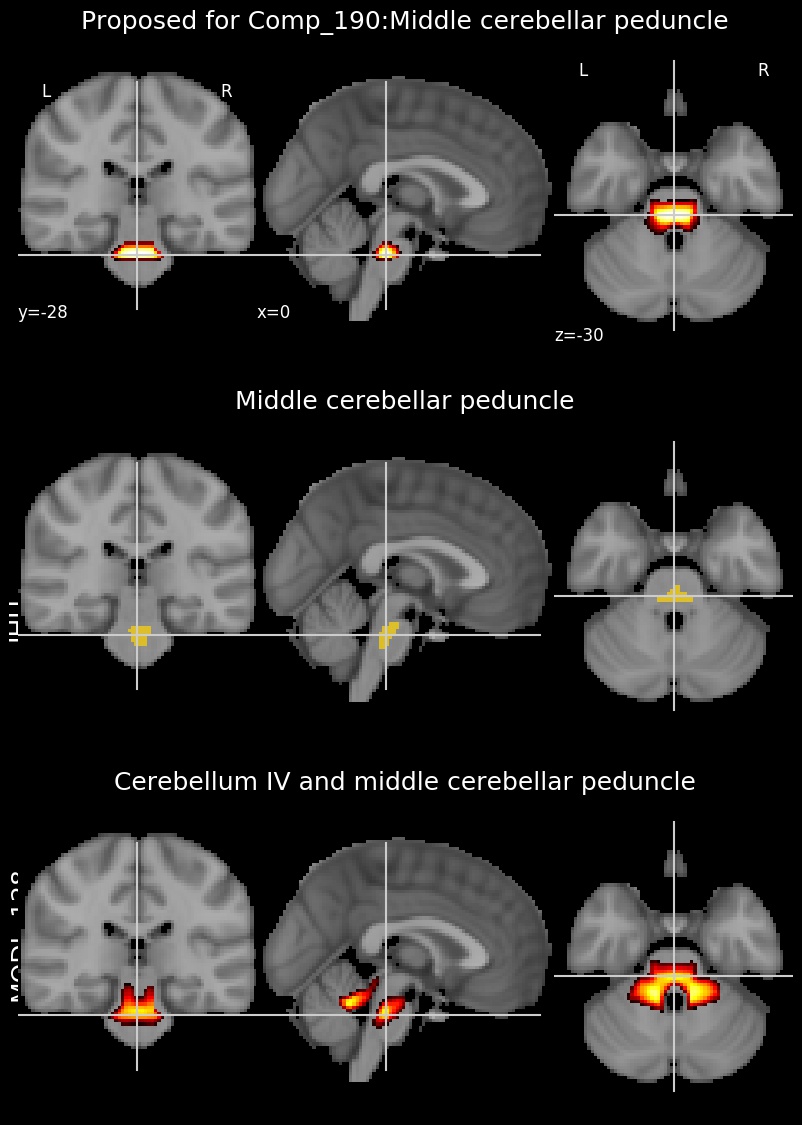 Proposed for Comp_190:Middle cerebellar peduncle
L R
L R
y=-28
x=0
z=-30
Middle cerebellar peduncle
Cerebellum IV and middle cerebellar peduncle